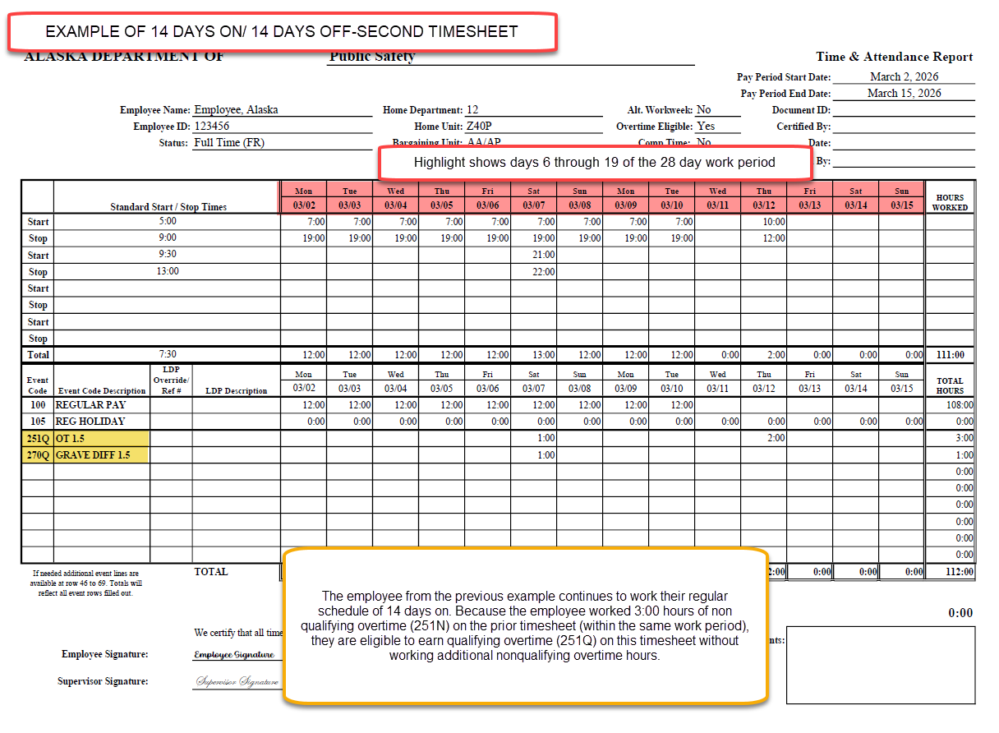 EXAMPLE OF 14 DAYS ON/ 14 DAYS OFF-SECOND TIMESHEET
ALASKA DEPARTMENT OF Public Safety Time & Attendance Report
Pay Period Start Date: March 2, 2026
Pay Period End Date: March 15, 2026
Employee Name: Employee, Alaska Home Department: 12 Alt. Workweek: No Document ID:
Employee ID: 123456 Home Unit: Z40P Overtime Eligible: Yes Certified By:
Status: Full Time (FR) Bargaining Unit: AA/AP Comp Time: No Date:
Highlight shows days 6 through 19 of the 28 day work period
By:
Mon Tue Wed Thu Fri Sat Sun Mon Tue Wed Thu Fri Sat Sun
Standard Start / Stop Times 03/02 03/03 03/04 03/05 03/06 03/07 03/08 03/09 03/10 03/11 03/12 03/13 03/14 03/15 HOURS WORKED
Start 5:00 7:00 7:00 7:00 7:00 7:00 7:00 7:00 7:00 7:00 10:00
Stop 9:00 19:00 19:00 19:00 19:00 19:00 19:00 19:00 19:00 19:00 12:00
Start 9:30 21:00
Stop 13:00 22:00
Start
Stop
Start
Stop
Total 7:30 12:00 12:00 12:00 12:00 12:00 13:00 12:00 12:00 12:00 0:00 2:00 0:00 0:00 0:00 111:00
Event Code Event Code Description LDP Override/ Ref # LDP Description Mon Tue Wed Thu Fri Sat Sun Mon Tue Wed Thu Fri Sat Sun
03/02 03/03 03/04 03/05 03/06 03/07 03/08 03/09 03/10 03/11 03/12 03/13 03/14 03/15 TOTAL HOURS
100 REGULAR PAY 12:00 12:00 12:00 12:00 12:00 12:00 12:00 12:00 12:00 108:00
105 REG HOLIDAY 0:00 0:00 0:00 0:00 0:00 0:00 0:00 0:00 0:00 0:00 0:00 0:00 0:00 0:00 0:00
251Q OT 1.5 1:00 2:00 3:00
270Q GRAVE DIFF 1.5 1:00 1:00
0:00
0:00
0:00
0:00
0:00
0:00
If needed additional event lines are
available at row 46 to 69. Totals will
reflect all event rows filled out.
TOTAL 2:00 0:00 0:00 0:00 112:00
The employee from the previous example continues to work their regular
schedule of 14 days on. Because the employee worked 3:00 hours of non
qualifying overtime (251N) on the prior timesheet (within the same work period),
they are eligible to earn qualifying overtime (251Q) on this timesheet without
working additional nonqualifying overtime hours.
0:00
We certify that all time
nts:
Employee Signature: Employee Signature
Supervisor Signature: Supervisor Signature